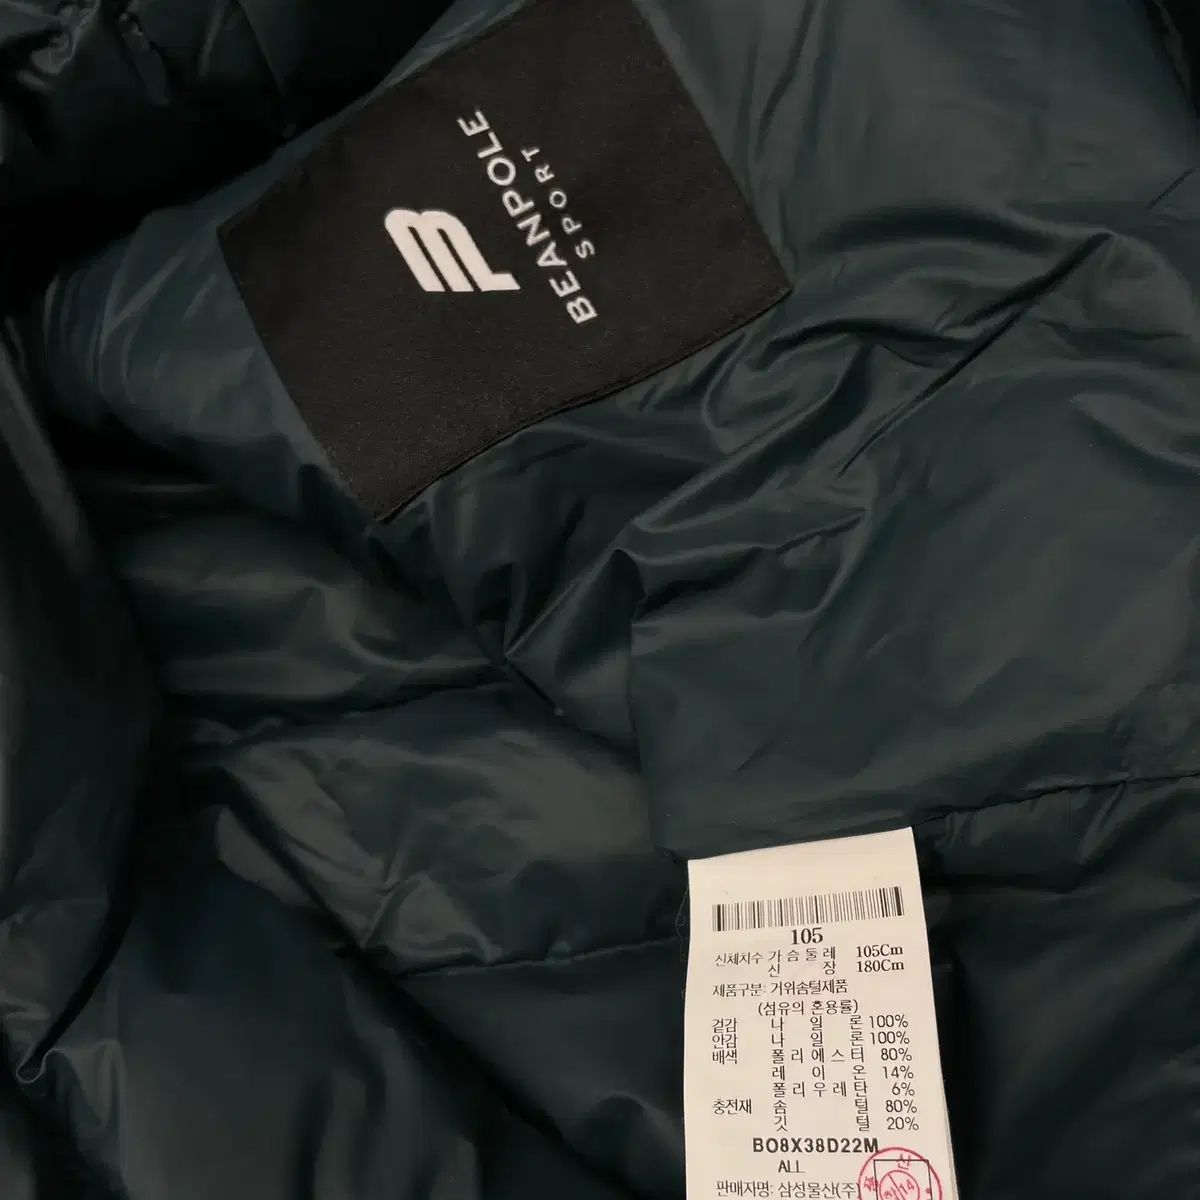 BEANPOLE
SPORT
105
신체치수 가슴둘레 105Cm
신 장 180Cm
제품구분: 거위솜털제품
(섬유의 혼용률)
겉감 나 일 론 100%
안감 나 일 론 100%
배색 폴리에스터 80%
레 이 온 14%
폴리우레탄 6%
충전재 솜 털 80%
깃 털 20%
BO8X38D22M
ALL
판매자명: 삼성물산(주)